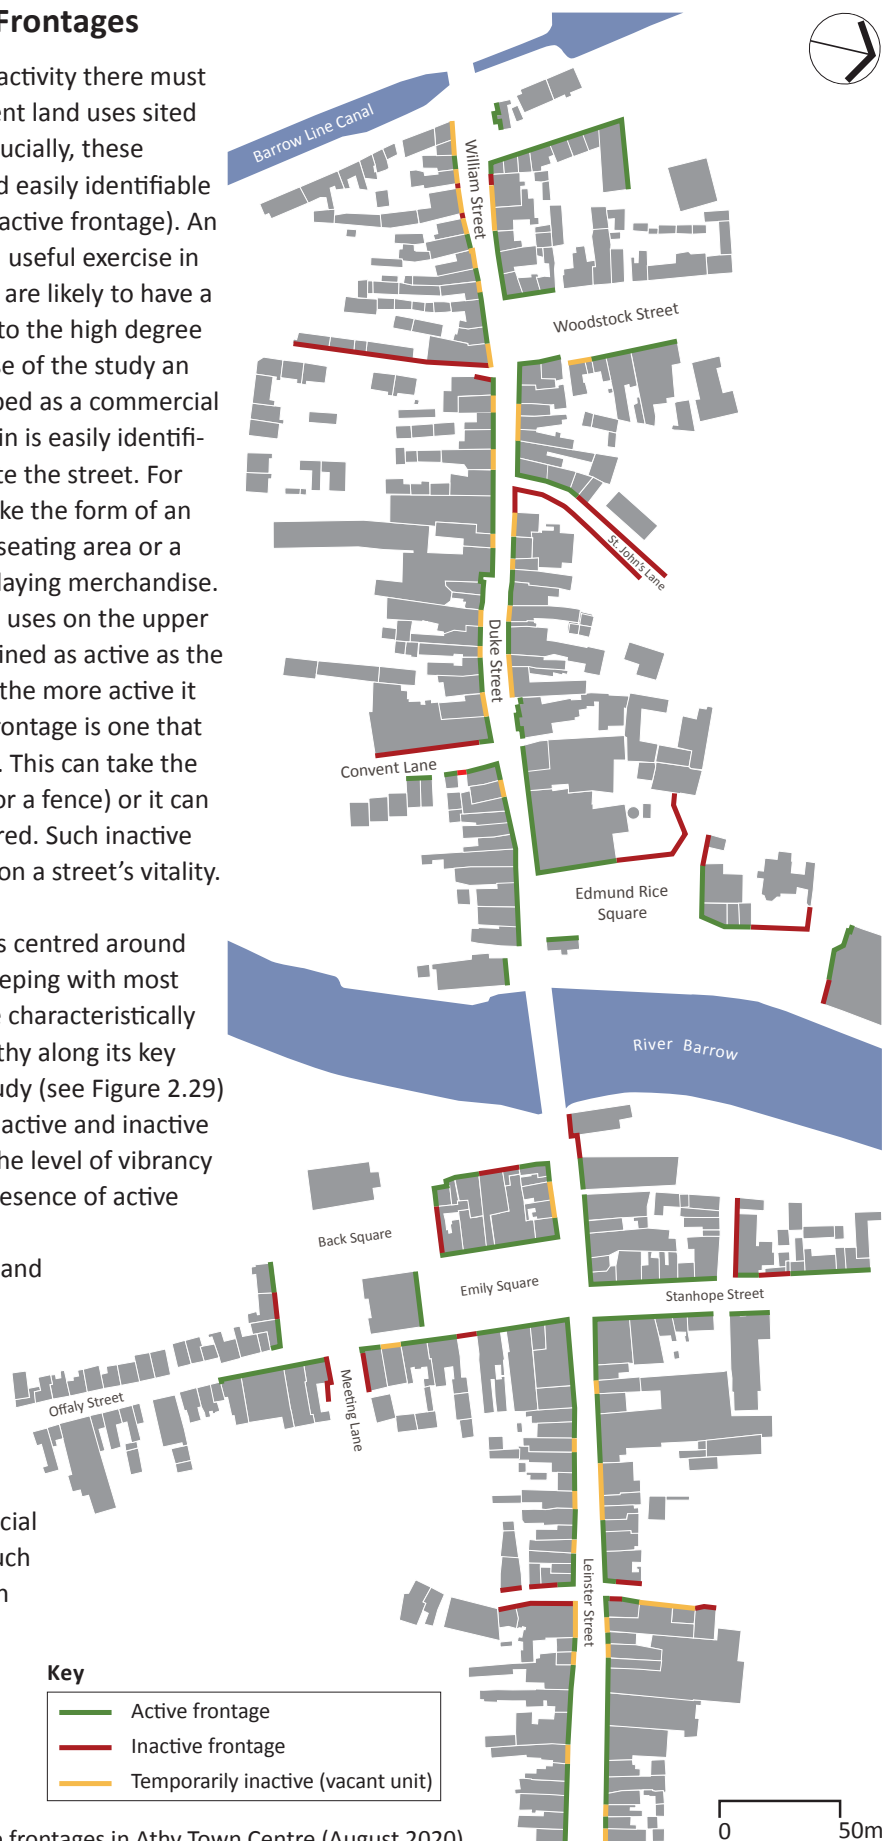 Frontages
activity there must
ent land uses sited
rucially, these
d easily identifiable
active frontage). An
useful exercise in
are likely to have a
to the high degree
se of the study an
bed as a commercial
in is easily identifi-
te the street. For
ke the form of an
seating area or a
laying merchandise.
uses on the upper
ined as active as the
the more active it
rontage is one that
. This can take the
or a fence) or it can
red. Such inactive
on a street's vitality.
s centred around
eping with most
e characteristically
thy along its key
udy (see Figure 2.29)
active and inactive
he level of vibrancy
esence of active
and
cial
uch
n
Barrow Line Canal
William Street
Woodstock Street
St. John's Lane
Duke Street
Convent Lane
Edmund Rice
Square
River Barrow
Back Square
Emily Square
Stanhope Street
Meeting Lane
Offaly Street
Leinster Street
Key
Active frontage
Inactive frontage
Temporarily inactive (vacant unit)
0 50m
frontages in Athy Town Centre (August 2020)